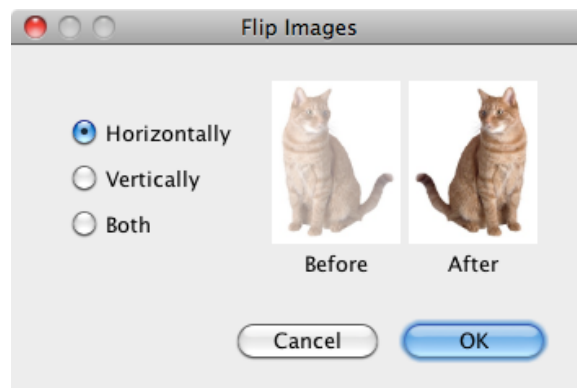 Flip Images
Horizontally
Vertically
Both
Before After
Cancel OK